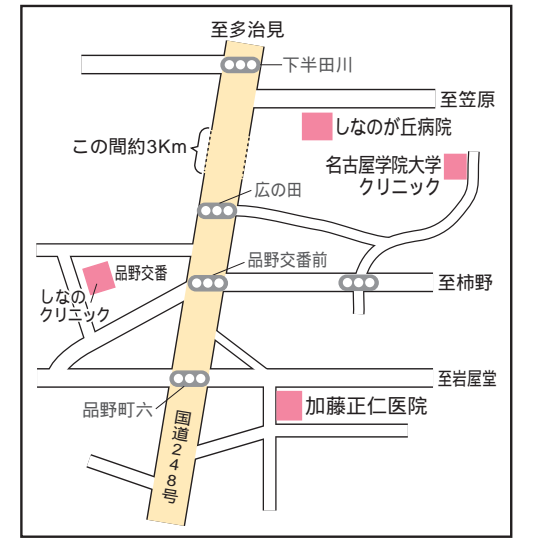 至多治見
下半田川
至笠原
しなのが丘病院
この間約3Km
名古屋学院大学
クリニック
広の田
品野交番前
品野交番
至柿野
しなの
クリニック
至岩屋堂
品野町六
加藤正仁医院
国道248号